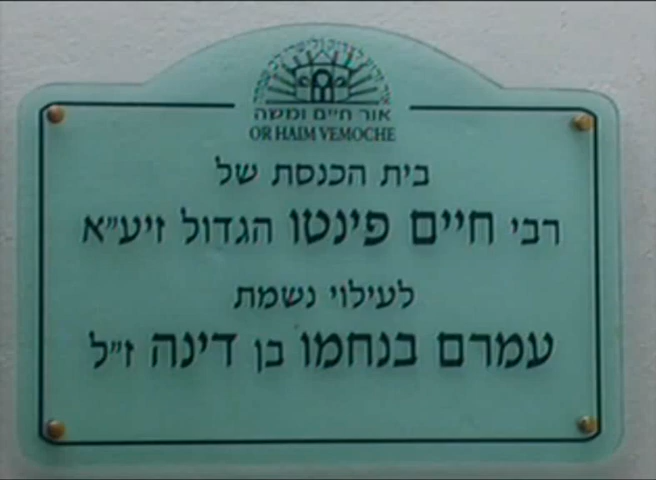 אור חיים ומשה
OR HAIM VEMOCHE
בית הכנסת של
רבי חיים פינטו הגדול זיע״א
לעילוי נשמת
עמרם בנחמו בן דינה ז״ל